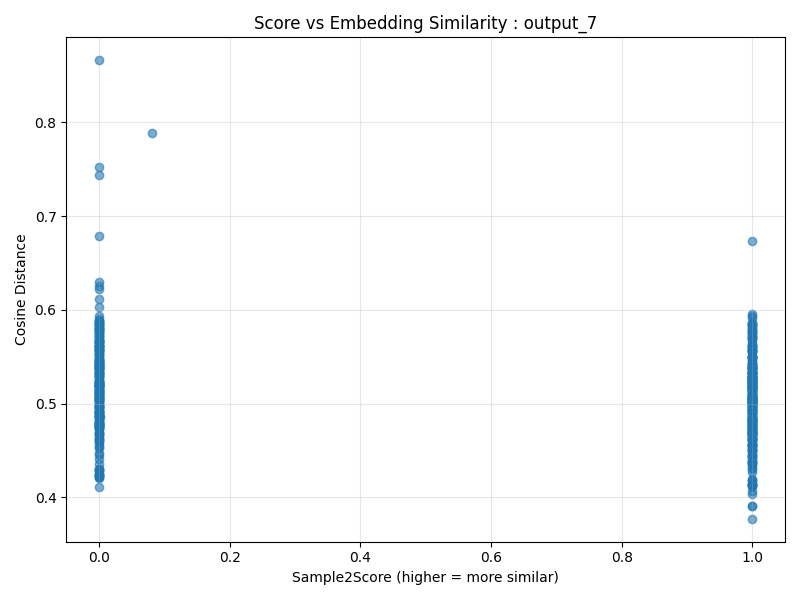 Score vs Embedding Similarity : output_7
Cosine Distance
0.8
0.7
0.6
0.5
0.4
0.0 0.2 0.4 0.6 0.8 1.0
Sample2Score (higher = more similar)